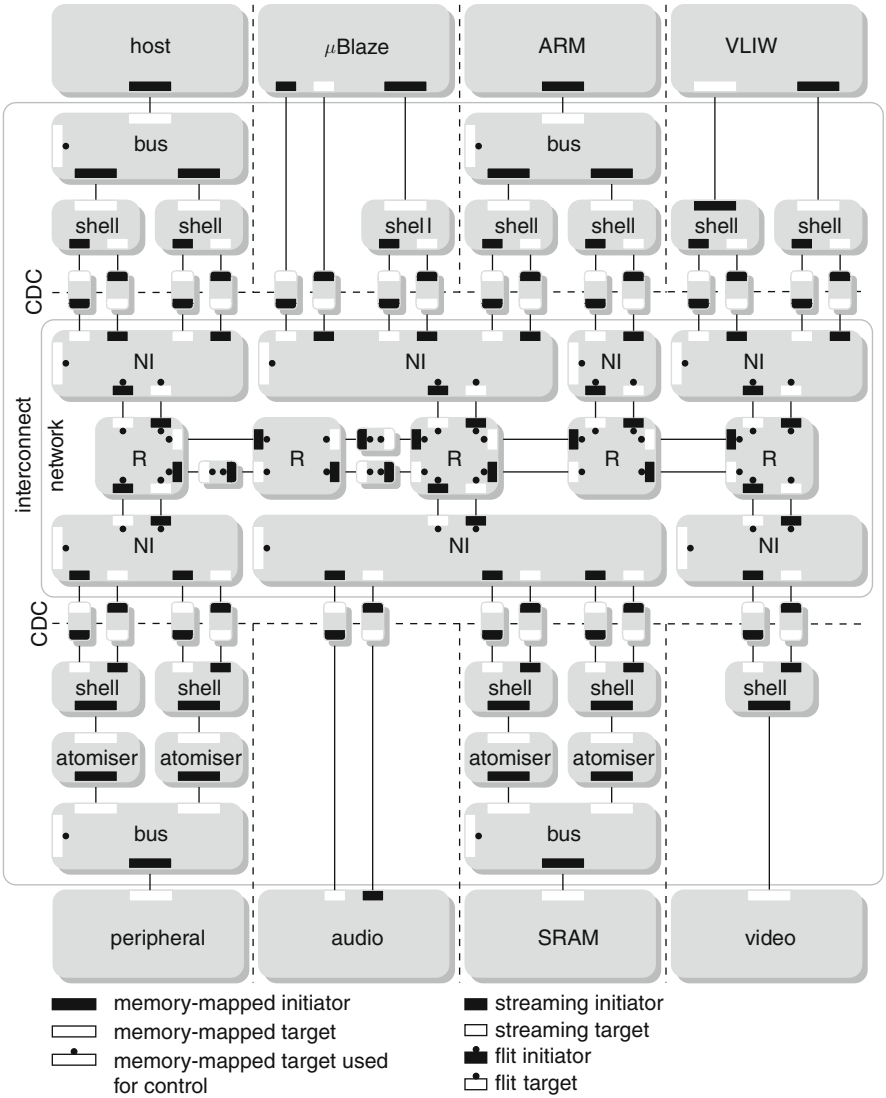 host μBlaze ARM VLIW
bus bus
shell shell shell shell shell shell shell
CDC
NI NI NI NI
interconnect
network
R R R R R
NI NI NI
CDC
shell shell shell shell shell
atomiser atomiser atomiser atomiser
bus bus
peripheral audio SRAM video
memory-mapped initiator
memory-mapped target
memory-mapped target used
for control
streaming initiator
streaming target
flit initiator
flit target